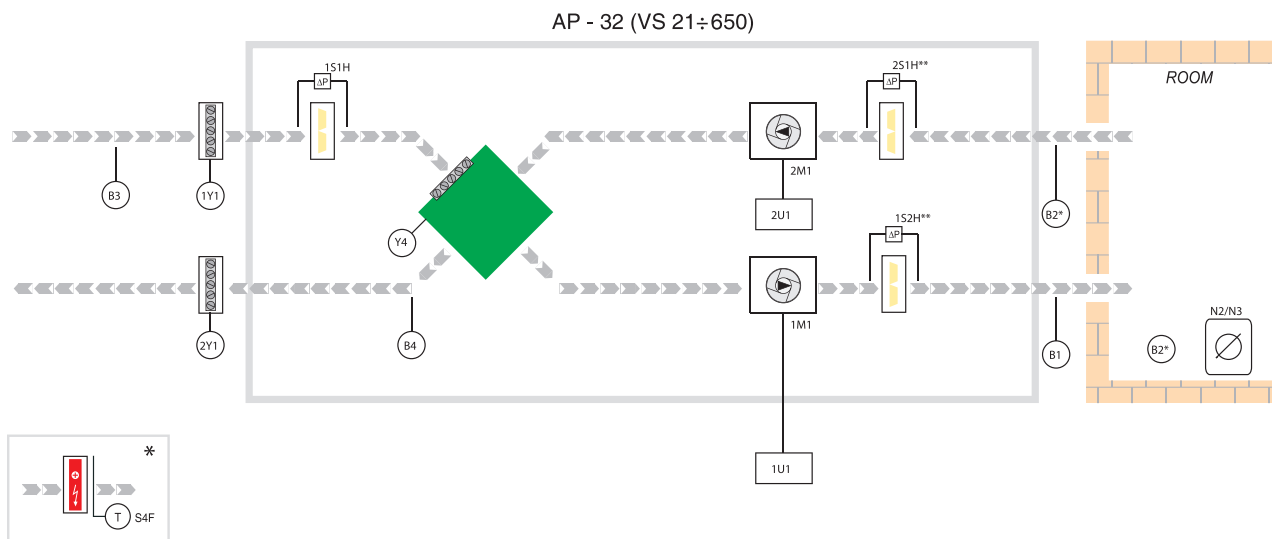 AP - 32 (VS 21÷650)
1S1H
ΔP
2S1H**
ΔP
ROOM
B3
1Y1
2M1
2U1
B2*
Y4
1S2H**
ΔP
2Y1
B4
1M1
B1
N2/N3
B2*
1U1
*
T
S4F